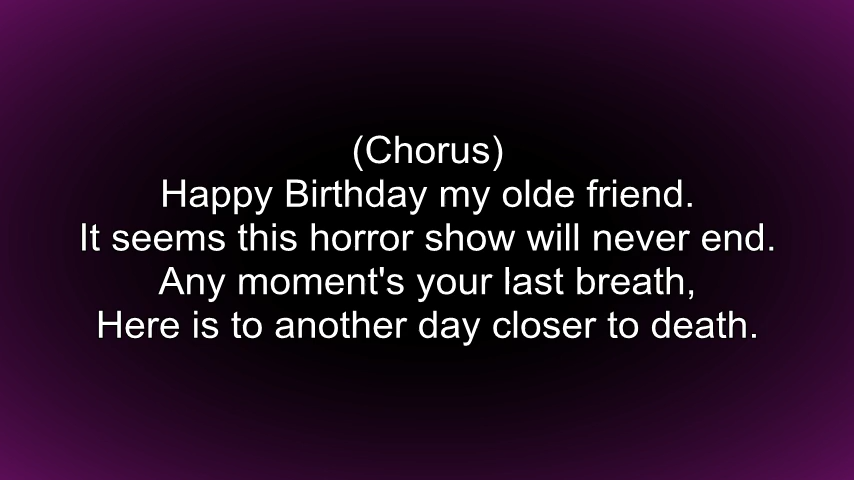 (Chorus)
Happy Birthday my olde friend.
It seems this horror show will never end.
Any moment's your last breath,
Here is to another day closer to death.